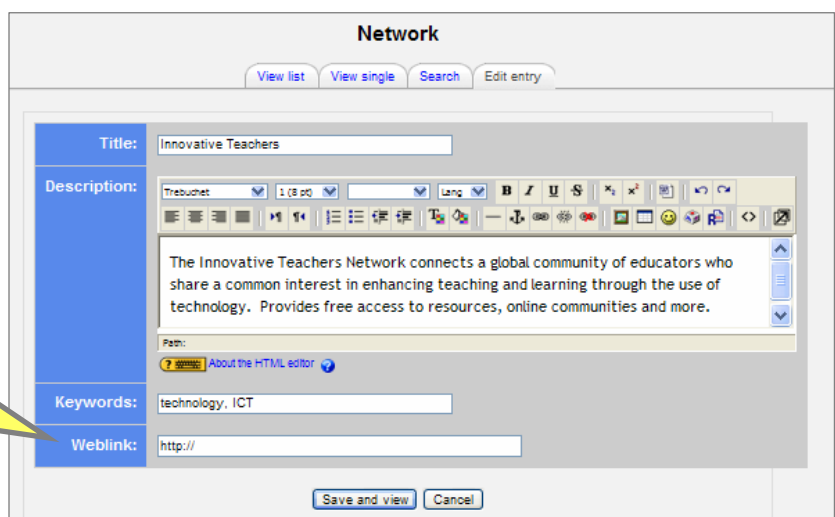 Network
View list View single Search Edit entry
Title: Innovative Teachers
Description: Trebuchet 1 (8 pt) Lang B I U S x₂ x²
The Innovative Teachers Network connects a global community of educators who
share a common interest in enhancing teaching and learning through the use of
technology. Provides free access to resources, online communities and more.
Path:
? About the HTML editor ?
Keywords: technology, ICT
Weblink: http://
Save and view Cancel